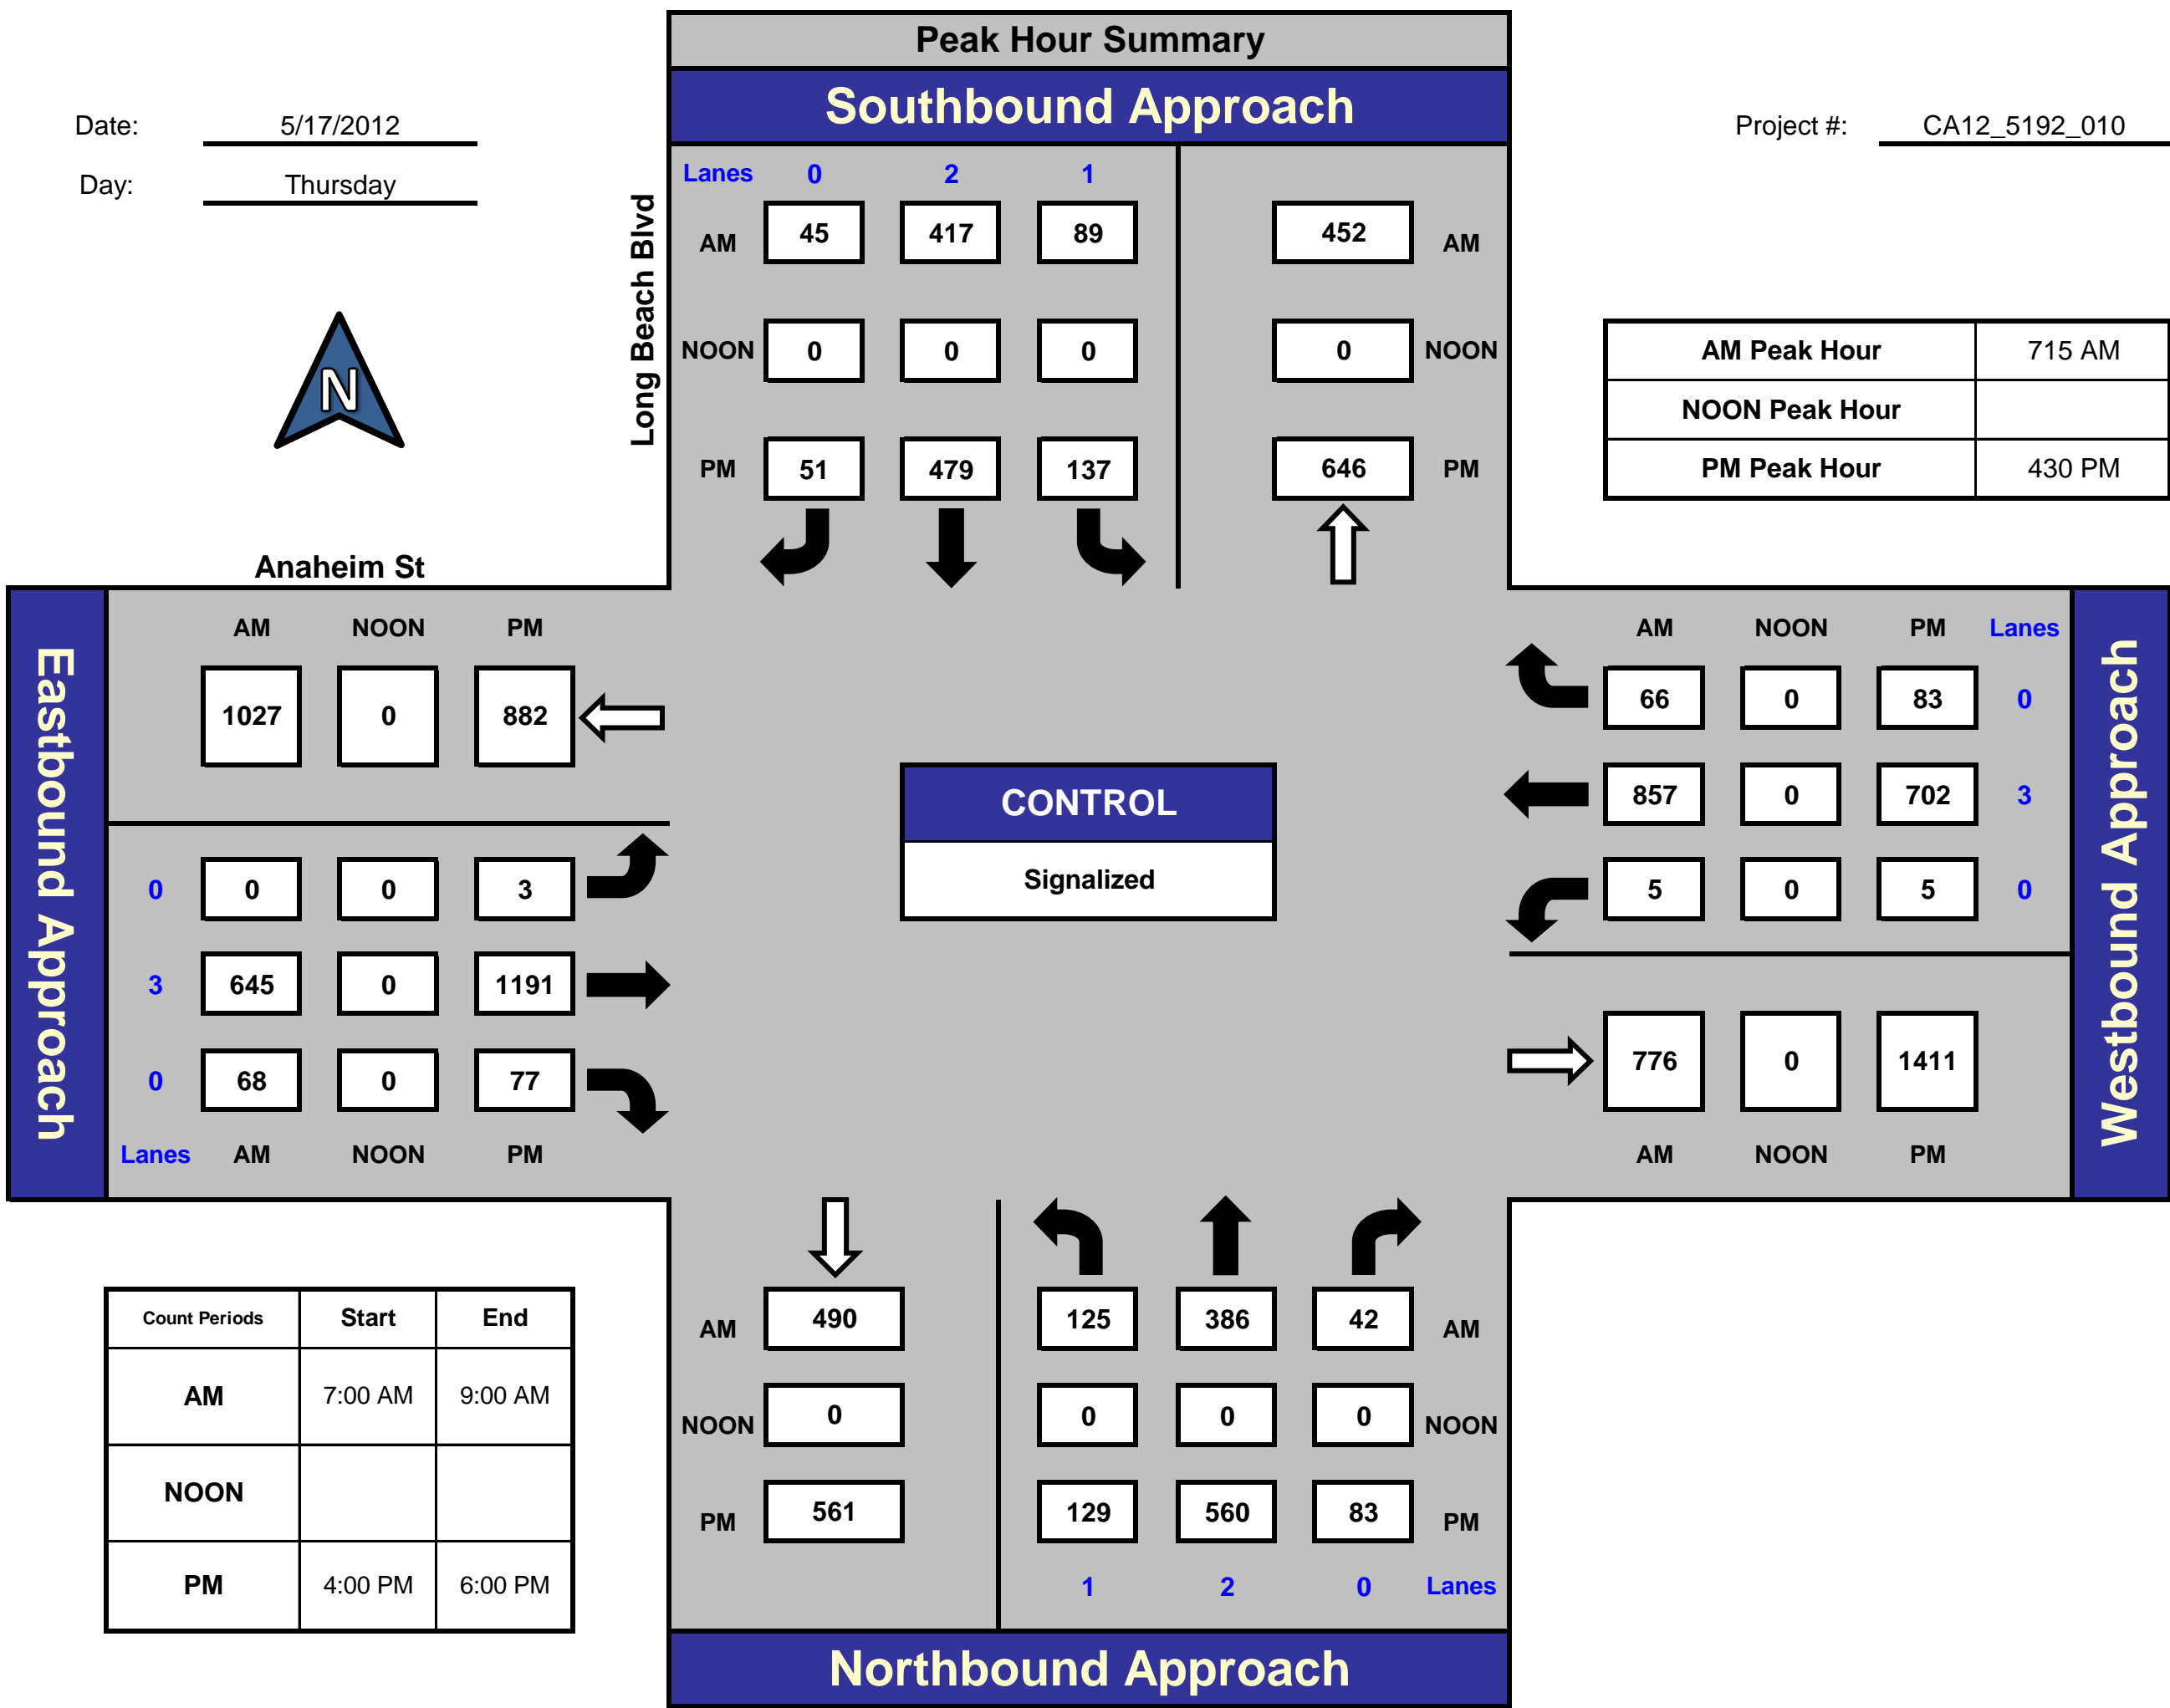 Peak Hour Summary
Southbound Approach
Date: 5/17/2012
Project #: CA12_5192_010
Day: Thursday
Long Beach Blvd
Lanes 0 2 1
AM 45 417 89 452 AM
NOON 0 0 0 0 NOON
PM 51 479 137 646 PM
N
AM Peak Hour 715 AM
NOON Peak Hour
PM Peak Hour 430 PM
Anaheim St
Eastbound Approach
AM NOON PM
1027 0 882
0 0 0 3
3 645 0 1191
0 68 0 77
Lanes AM NOON PM
CONTROL
Signalized
AM NOON PM Lanes
66 0 83 0
857 0 702 3
5 0 5 0
776 0 1411
AM NOON PM
Westbound Approach
Count Periods Start End
AM 7:00 AM 9:00 AM
NOON
PM 4:00 PM 6:00 PM
AM 490 125 386 42 AM
NOON 0 0 0 0 NOON
PM 561 129 560 83 PM
1 2 0 Lanes
Northbound Approach